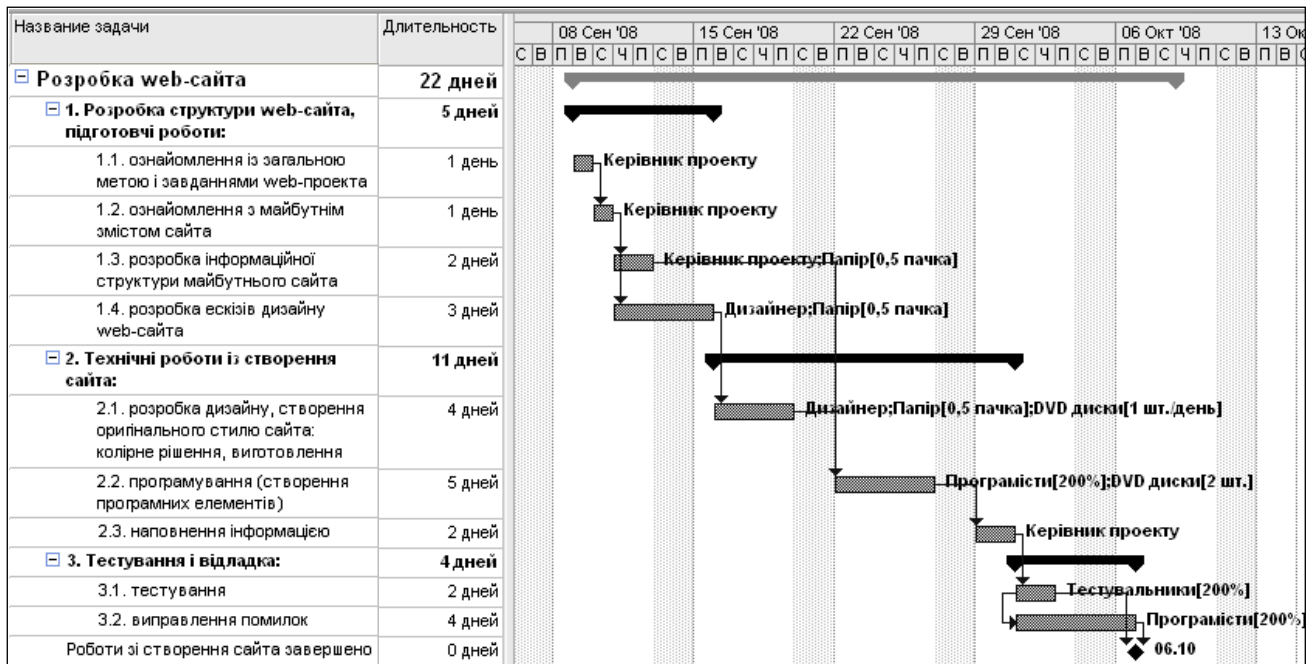 Название задачи
Длительность
08 Сен '08 15 Сен '08 22 Сен '08 29 Сен '08 06 Окт '08 13 Ок
С В П В С Ч П С В П В С Ч П С В П В С Ч П С В П В С Ч П С В П В С Ч П С В П В
Розробка web-сайта 22 дней
1. Розробка структури web-сайта, 5 дней
підготовчі роботи:
1.1. ознайомлення із загальною 1 день Керівник проекту
метою і завданнями web-проекта
1.2. ознайомлення з майбутнім 1 день Керівник проекту
змістом сайта
1.3. розробка інформаційної 2 дней Керівник проекту;Папір[0,5 пачка]
структури майбутнього сайта
1.4. розробка ескізів дизайну 3 дней Дизайнер;Папір[0,5 пачка]
web-сайта
2. Технічні роботи із створення 11 дней
сайта:
2.1. розробка дизайну, створення 4 дней Дизайнер;Папір[0,5 пачка];DVD диски[1 шт./день]
оригінального стилю сайта:
колірне рішення, виготовлення
2.2. програмування (створення 5 дней Програмісти[200%];DVD диски[2 шт.]
програмних елементів)
2.3. наповнення інформацією 2 дней Керівник проекту
3. Тестування і відладка: 4 дней
3.1. тестування 2 дней Тестувальники[200%]
3.2. виправлення помилок 4 дней Програмісти[200%]
Роботи зі створення сайта завершено 0 дней 06.10